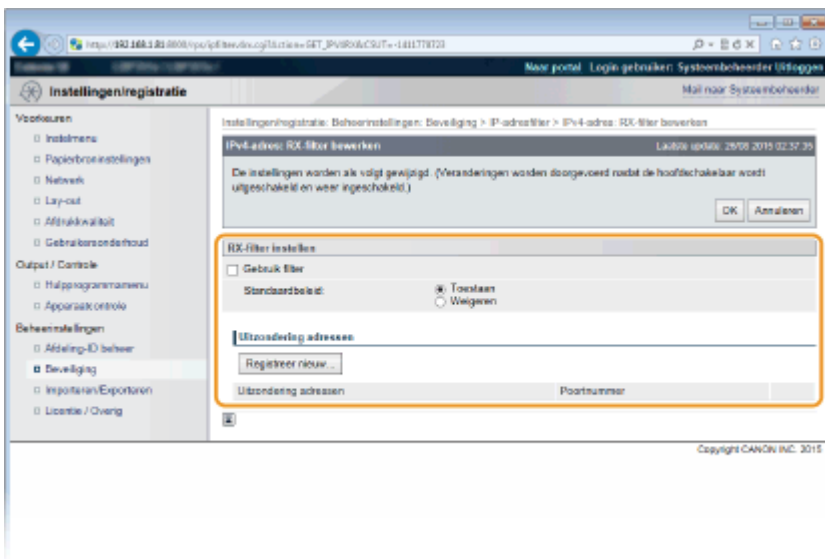 Naar portal Login gebruiker: Systeembeheerder Uitloggen
Instellingen/registratie
Mail naar Systeembeheerder
Voorkeuren
Instelmenu
Papierbroninstellingen
Netwerk
Lay-out
Afdrukkwaliteit
Gebruikersonderhoud
Output / Controle
Hulpprogrammamenu
Apparaatcontrole
Beheerinstellingen
Afdeling-ID beheer
Beveiliging
Importeren/Exporteren
Licentie / Overig
Instellingen/registratie: Beheerinstellingen: Beveiliging > IP-adresfilter > IPv4-adres: RX-filter bewerken
IPv4-adres: RX-filter bewerken
Laatste update: 26/08 2015 02:37:35
De instellingen worden als volgt gewijzigd. (Veranderingen worden doorgevoerd nadat de hoofdschakelaar wordt
uitgeschakeld en weer ingeschakeld.)
OK Annuleren
RX-filter instellen
Gebruik filter
Standaardbeleid: Toestaan
Weigeren
Uitzondering adressen
Registreer nieuw...
Uitzondering adressen Poortnummer
Copyright CANON INC. 2015